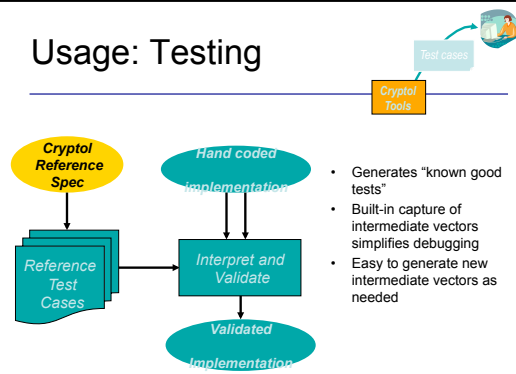 Usage: Testing
Test cases
Cryptol
Tools
Cryptol
Reference
Spec
Hand coded
implementation
Reference
Test
Cases
Interpret and
Validate
Validated
Implementation
• Generates “known good
tests”
• Built-in capture of
intermediate vectors
simplifies debugging
• Easy to generate new
intermediate vectors as
needed